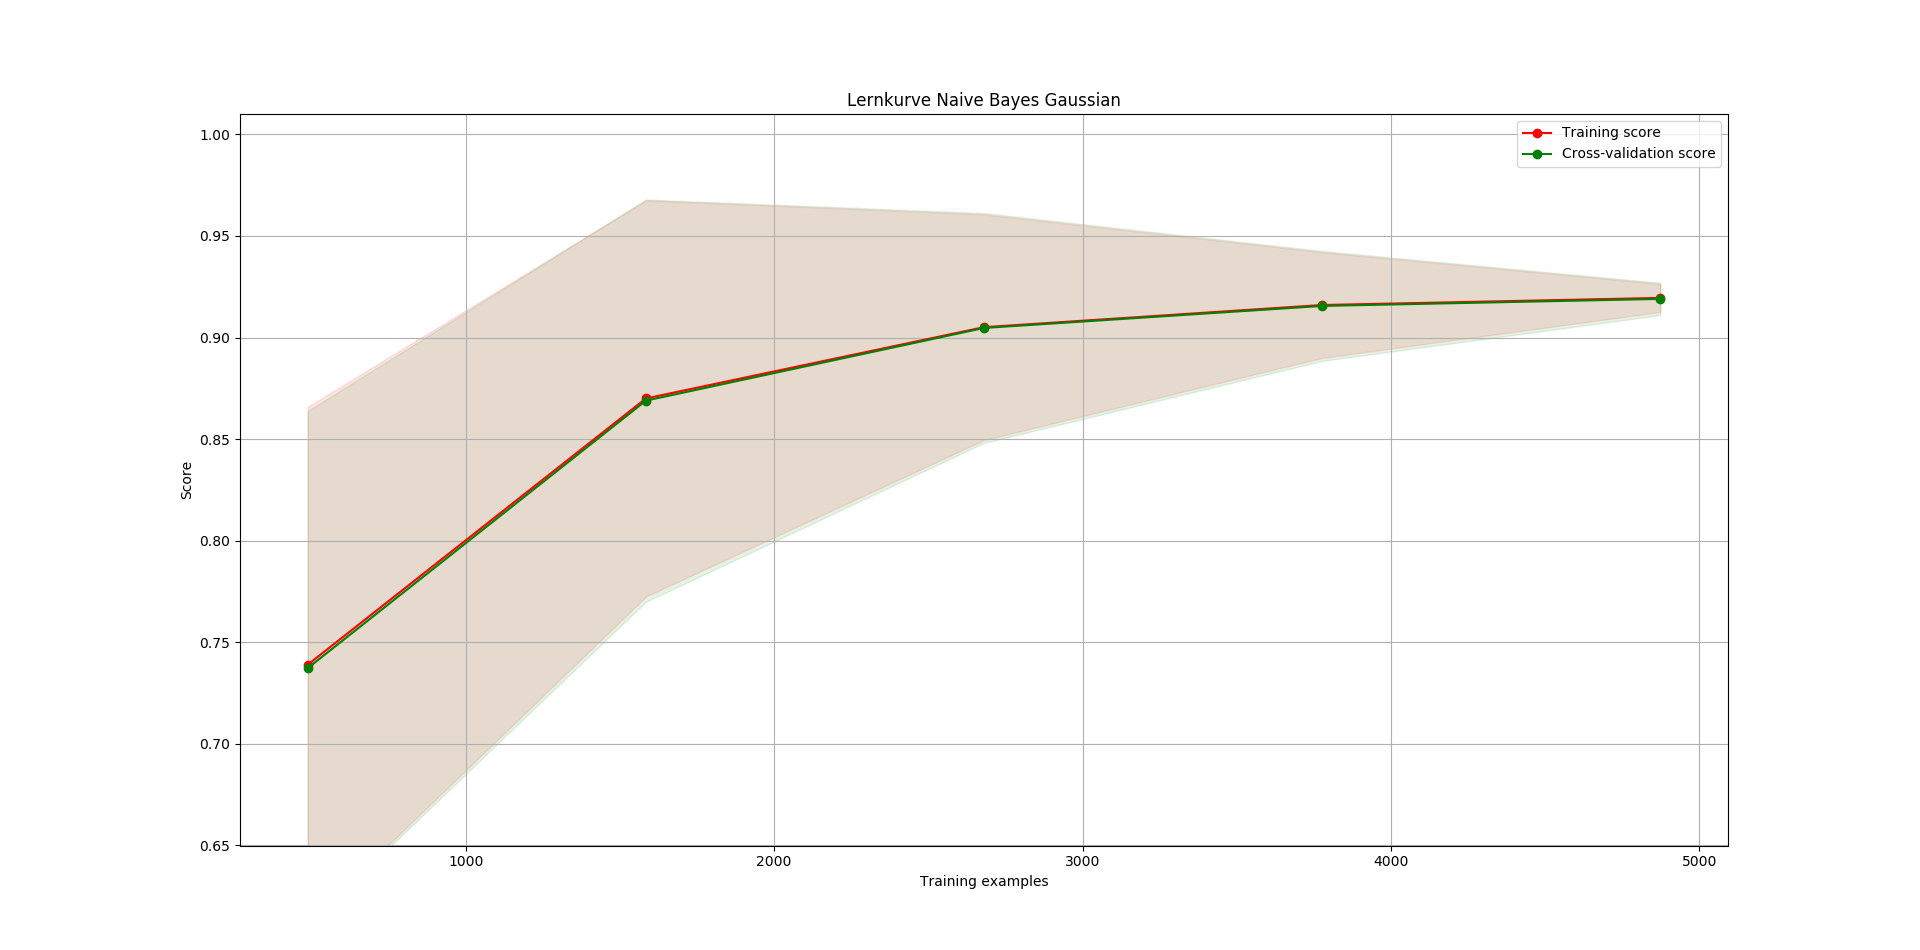 Lernkurve Naive Bayes Gaussian
1.00
0.95
0.90
0.85
0.80
0.75
0.70
0.65
Score
Training score
Cross-validation score
1000 2000 3000 4000 5000
Training examples